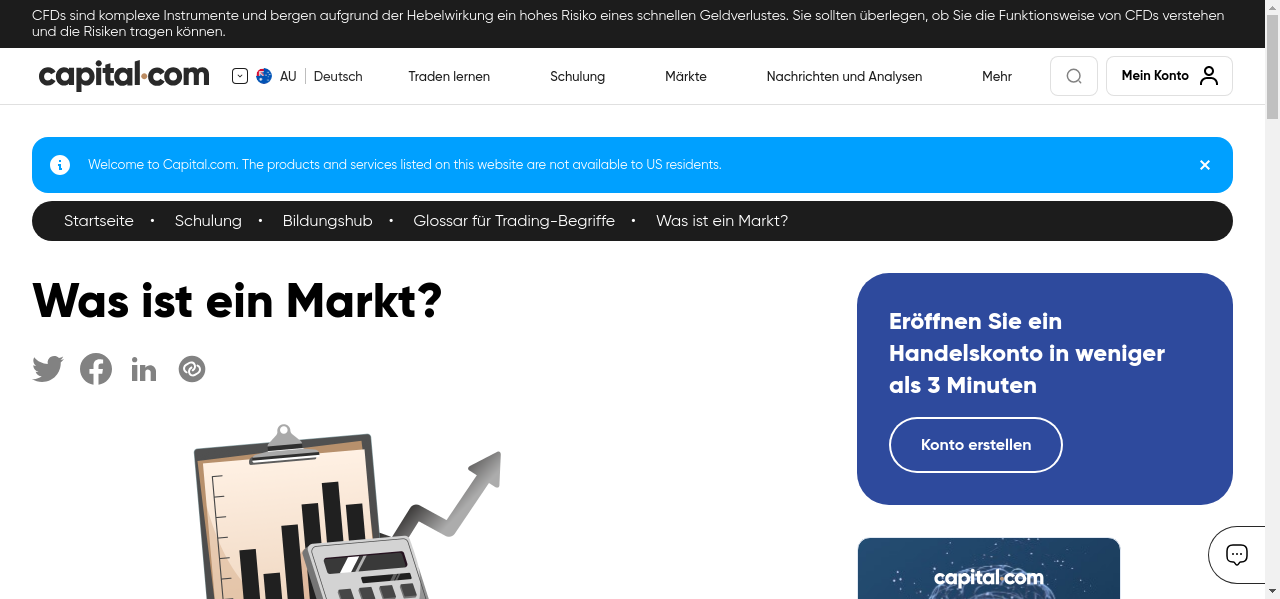 CFDs sind komplexe Instrumente und bergen aufgrund der Hebelwirkung ein hohes Risiko eines schnellen Geldverlustes. Sie sollten überlegen, ob Sie die Funktionsweise von CFDs verstehen
und die Risiken tragen können.
capital.com
AU
Deutsch
Traden lernen
Schulung
Märkte
Nachrichten und Analysen
Mehr
Mein Konto
Welcome to Capital.com. The products and services listed on this website are not available to US residents.
Startseite • Schulung • Bildungshub • Glossar für Trading-Begriffe • Was ist ein Markt?
Was ist ein Markt?
Eröffnen Sie ein
Handelskonto in weniger
als 3 Minuten
Konto erstellen
capital.com